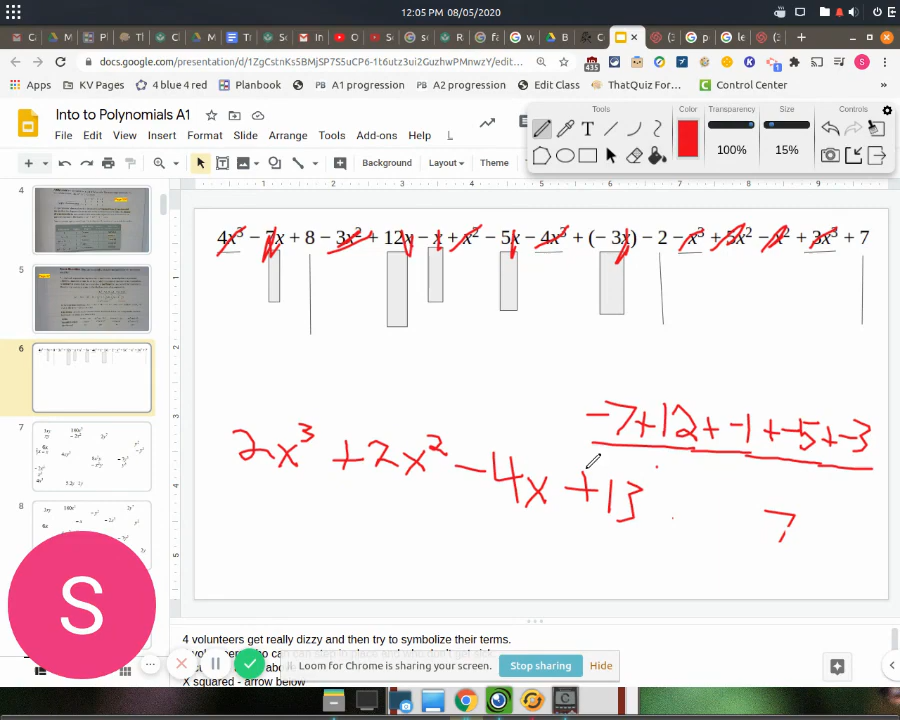 12:05 PM 08/05/2020
docs.google.com/presentation/d/1ZgCstnKs5BMjSP7S5uCP6-1t6utz3ui2GuzhwPMnwzY/edit...
Apps KV Pages 4 blue 4 red Planbook A1 progression A2 progression Edit Class ThatQuiz For... Control Center
Into to Polynomials A1
File Edit View Insert Format Slide Arrange Tools Add-ons Help
Tools Color Transparency Size Controls
100% 15%
Background Layout Theme
4x³ − 7x + 8 − 3x² + 12x − x + x² − 5x − 4x³ + (− 3x) − 2 − x³ + 5x² − x² + 3x³ + 7
−7+12+−1+−5+−3
2x³ +2x² −4x +13
7
4
5
6
7
8
S
4 volunteers get really dizzy and then try to symbolize their terms.
X squared - arrow below
Loom for Chrome is sharing your screen. Stop sharing Hide